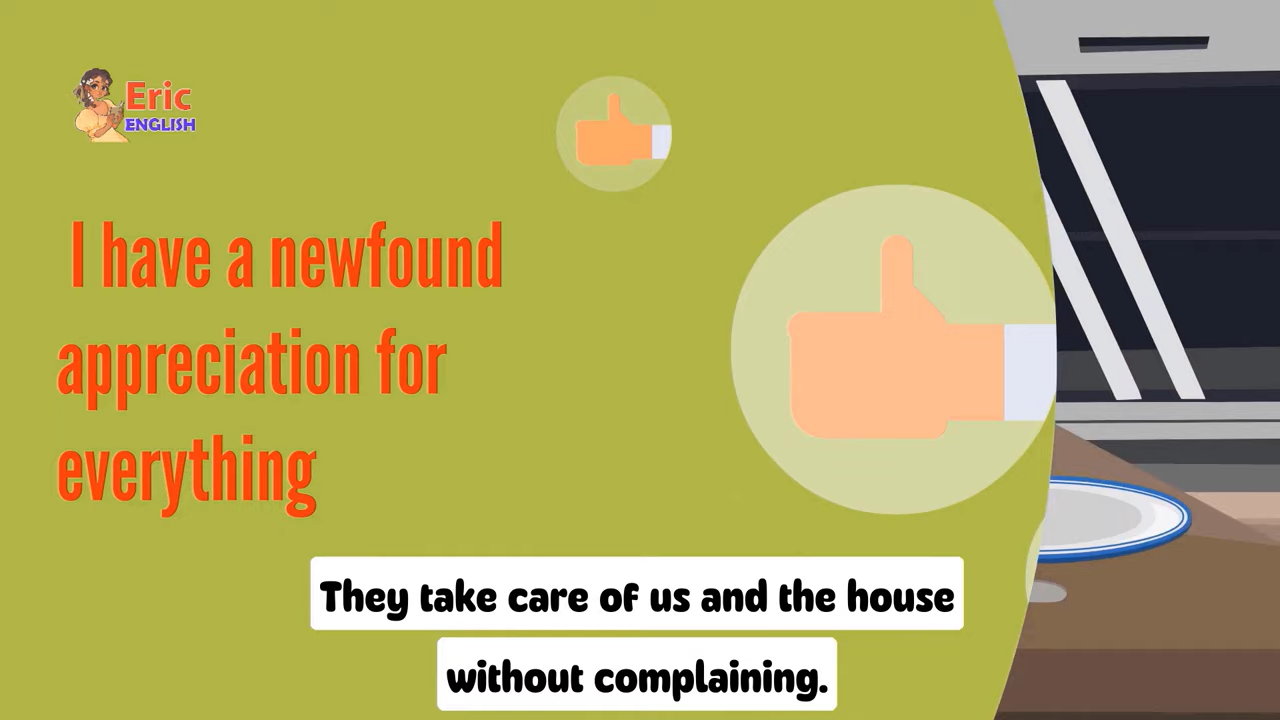 Eric
ENGLISH
I have a newfound
appreciation for
everything
They take care of us and the house
without complaining.